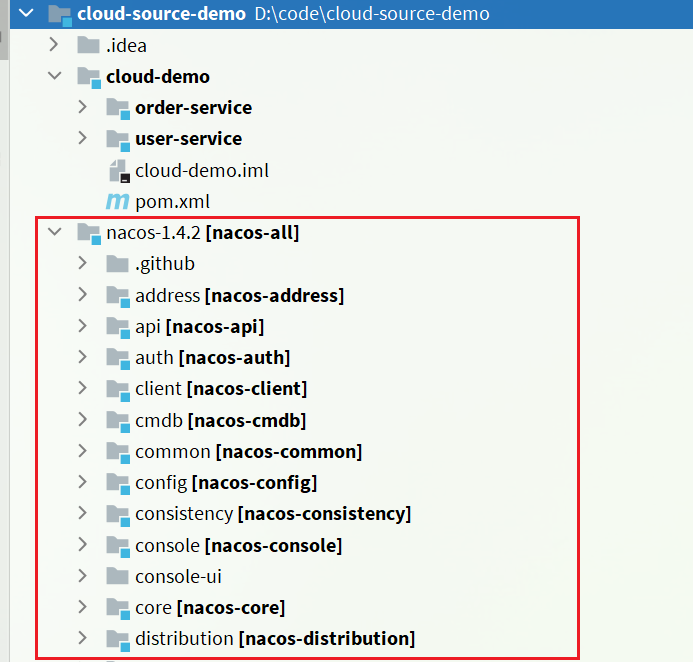 cloud-source-demo D:\code\cloud-source-demo
.idea
cloud-demo
order-service
user-service
cloud-demo.iml
m pom.xml
nacos-1.4.2 [nacos-all]
.github
address [nacos-address]
api [nacos-api]
auth [nacos-auth]
client [nacos-client]
cmdb [nacos-cmdb]
common [nacos-common]
config [nacos-config]
consistency [nacos-consistency]
console [nacos-console]
console-ui
core [nacos-core]
distribution [nacos-distribution]